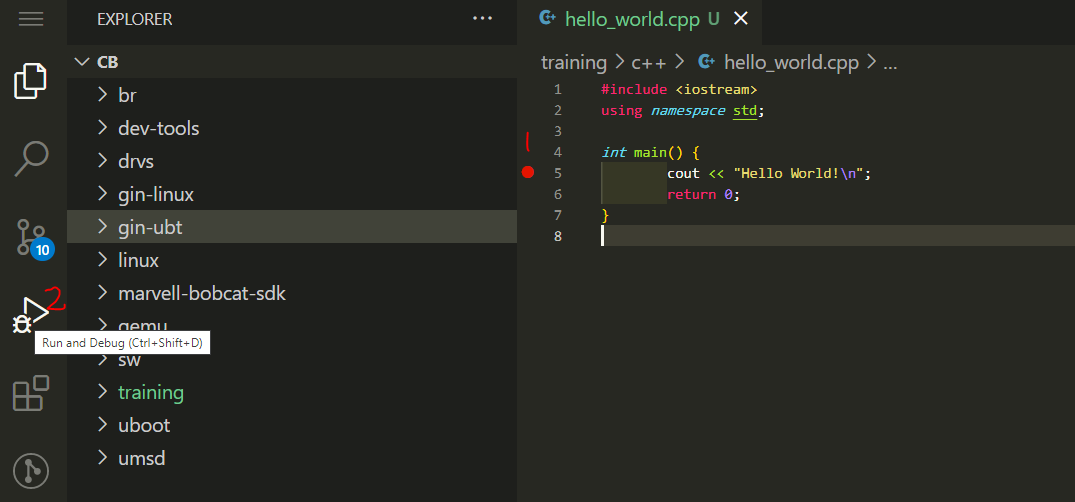 EXPLORER
CB
br
dev-tools
drvs
gin-linux
gin-ubt
linux
marvell-bobcat-sdk
qemu
sw
training
uboot
umsd
10
2
Run and Debug (Ctrl+Shift+D)
hello_world.cpp U
training > c++ > hello_world.cpp > ...
1 #include <iostream>
2 using namespace std;
3
1
4 int main() {
5 cout << "Hello World!\n";
6 return 0;
7 }
8